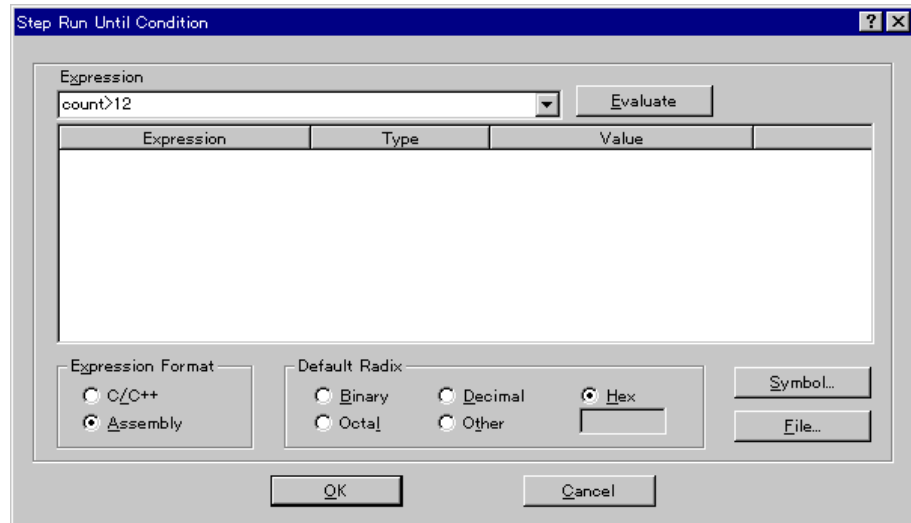 Step Run Until Condition
Expression
count>12
Evaluate
Expression Type Value
Expression Format
C/C++
Assembly
Default Radix
Binary Decimal Hex
Octal Other
Symbol...
File...
OK Cancel